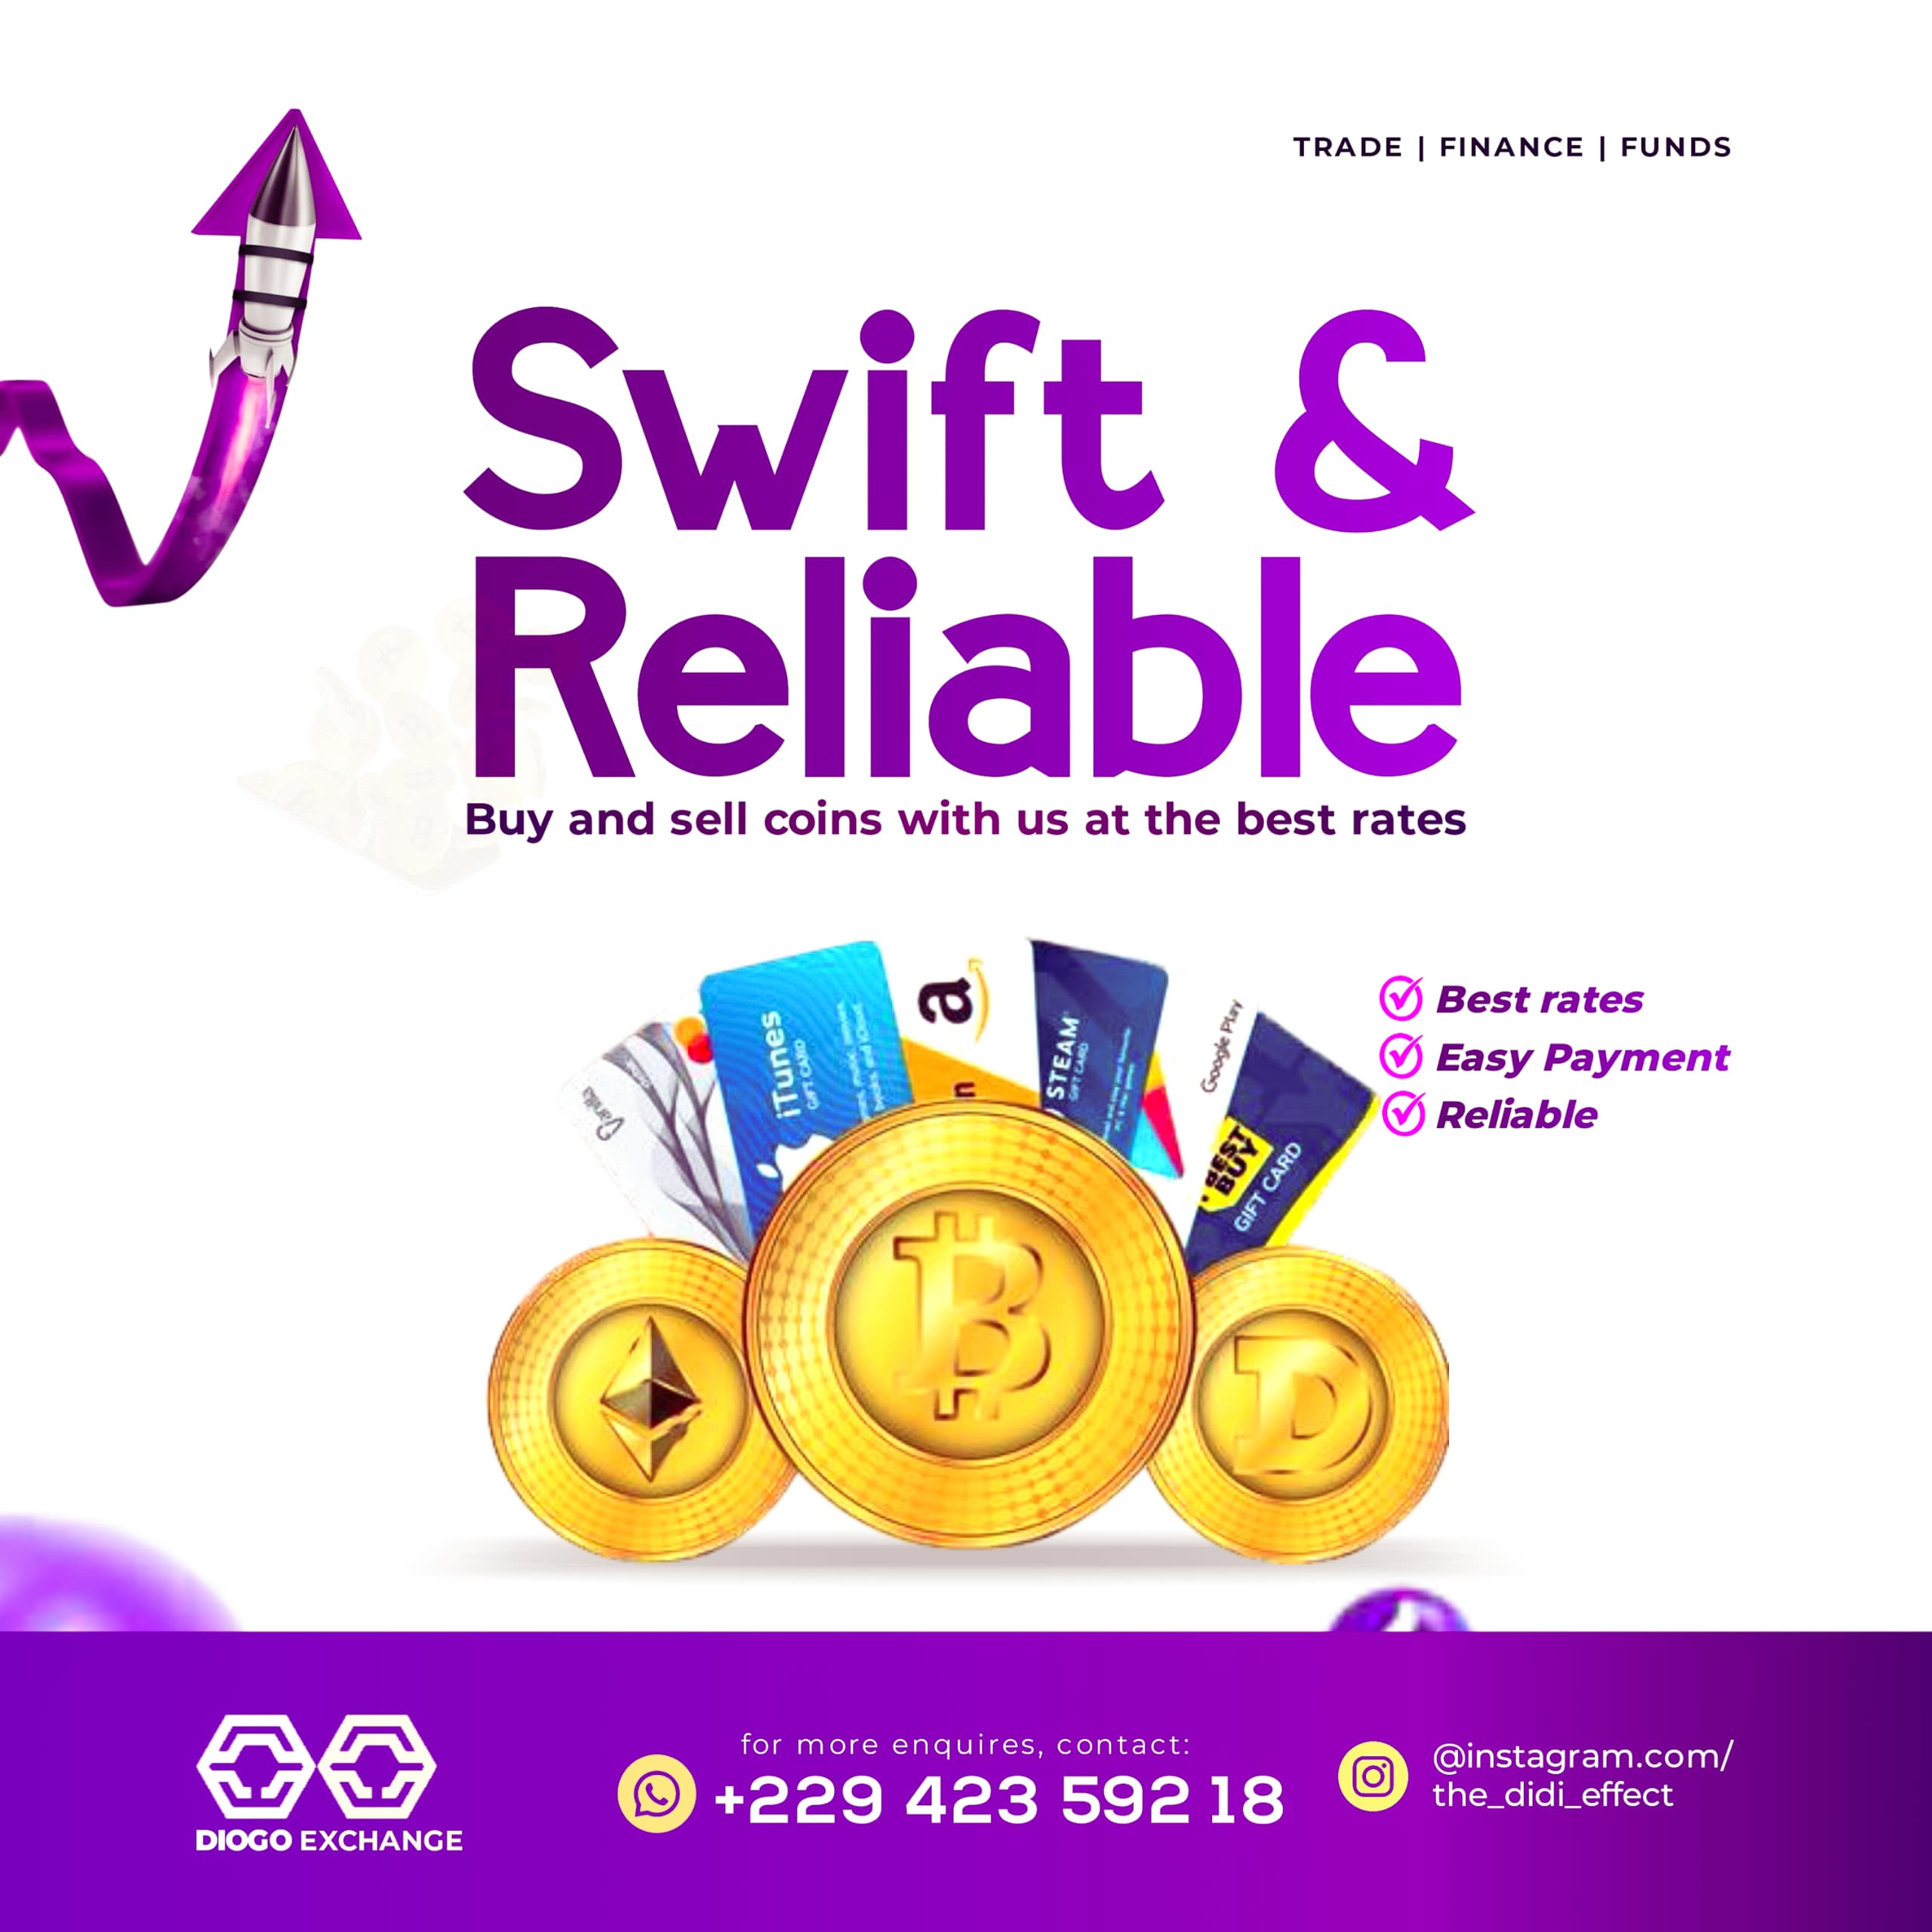 TRADE | FINANCE | FUNDS
Swift &
Reliable
Buy and sell coins with us at the best rates
Best rates
Easy Payment
Reliable
Vanilla
iTunes
GIFT CARD
a
n
STEAM
GIFT CARD
Google Play
BEST
BUY
GIFT CARD
DIOGO EXCHANGE
for more enquires, contact:
+229 423 592 18
@instagram.com/
the_didi_effect